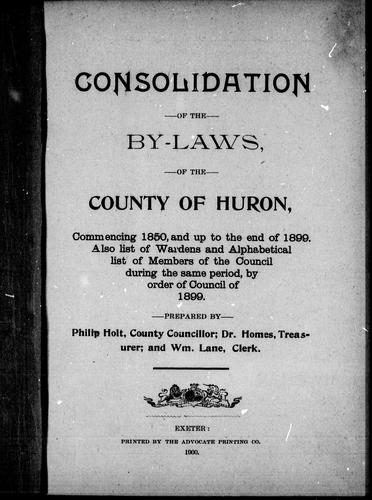 CONSOLIDATION
—OF THE—
BY-LAWS,
—OF THE—
COUNTY OF HURON,
Commencing 1850, and up to the end of 1899.
Also list of Wardens and Alphabetical
list of Members of the Council
during the same period, by
order of Council of
1899.
—PREPARED BY—
Philip Holt, County Councillor; Dr. Homes, Treas-
urer; and Wm. Lane, Clerk.
EXETER:
PRINTED BY THE ADVOCATE PRINTING CO.
1900.